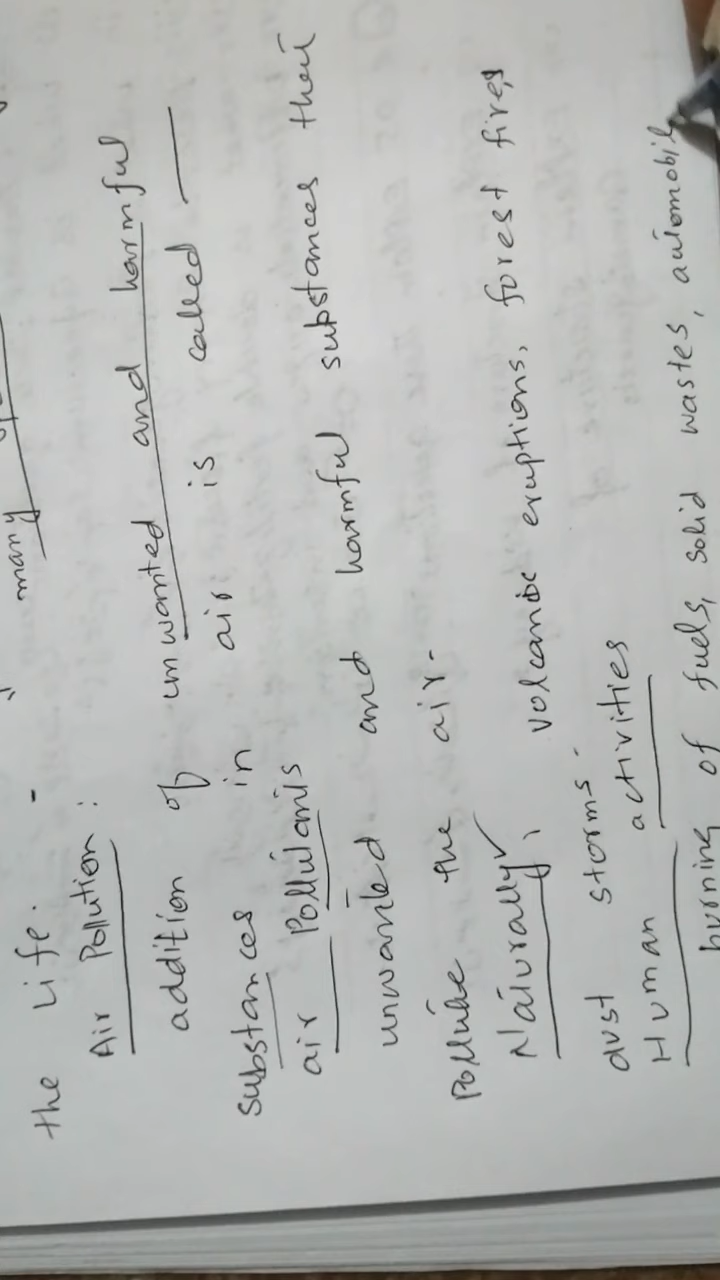 many
the Life. -
Air Pollution :
addition of unwanted and harmful
substances in air is called —
air Pollutants
unwanted and harmful substances that
Pollute the air.
Naturally, volcanic eruptions, forest fires
dust storms.
Human activities
burning of fuels, solid wastes, automobil